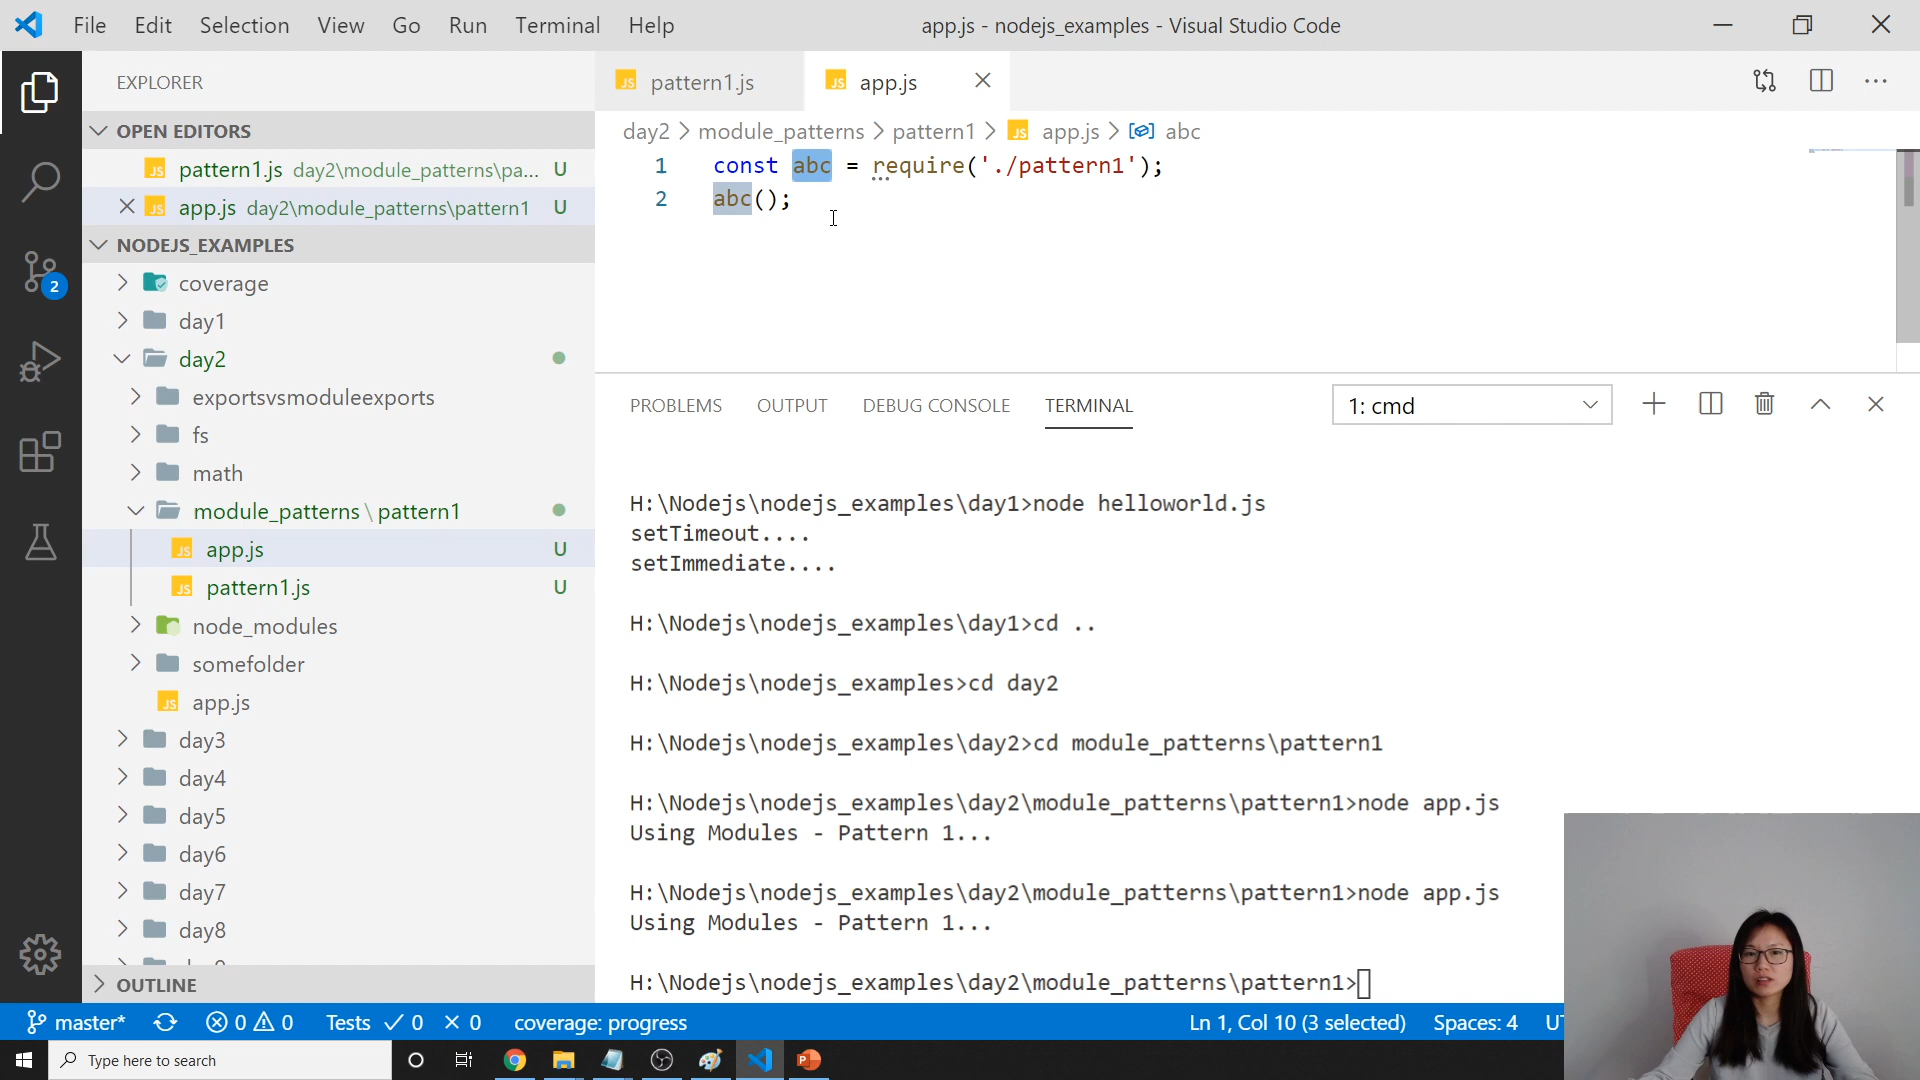 File Edit Selection View Go Run Terminal Help
app.js - nodejs_examples - Visual Studio Code
EXPLORER
OPEN EDITORS
pattern1.js day2\module_patterns\pa... U
app.js day2\module_patterns\pattern1 U
NODEJS_EXAMPLES
coverage
day1
day2
exportsvsmoduleexports
fs
math
module_patterns \ pattern1
app.js U
pattern1.js U
node_modules
somefolder
app.js
day3
day4
day5
day6
day7
day8
OUTLINE
2
pattern1.js
app.js
day2 > module_patterns > pattern1 > JS app.js > abc
1 const abc = require('./pattern1');
2 abc();
PROBLEMS OUTPUT DEBUG CONSOLE TERMINAL
1: cmd
H:\Nodejs\nodejs_examples\day1>node helloworld.js
setTimeout....
setImmediate....
H:\Nodejs\nodejs_examples\day1>cd ..
H:\Nodejs\nodejs_examples>cd day2
H:\Nodejs\nodejs_examples\day2>cd module_patterns\pattern1
H:\Nodejs\nodejs_examples\day2\module_patterns\pattern1>node app.js
Using Modules - Pattern 1...
H:\Nodejs\nodejs_examples\day2\module_patterns\pattern1>node app.js
Using Modules - Pattern 1...
H:\Nodejs\nodejs_examples\day2\module_patterns\pattern1>
master* 0 0 Tests 0 0 coverage: progress
Ln 1, Col 10 (3 selected) Spaces: 4
Type here to search